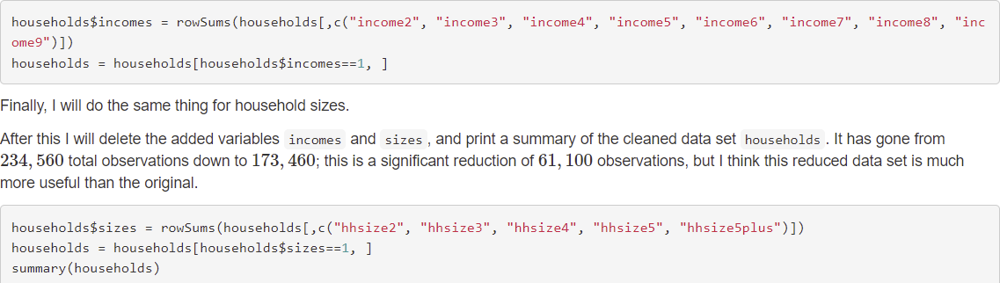 households$incomes = rowSums(households[,c("income2", "income3", "income4", "income5", "income6", "income7", "income8", "inc
ome9")])
households = households[households$incomes==1, ]
Finally, I will do the same thing for household sizes.
After this I will delete the added variables incomes and sizes , and print a summary of the cleaned data set households . It has gone from
234, 560 total observations down to 173, 460; this is a significant reduction of 61, 100 observations, but I think this reduced data set is much
more useful than the original.
households$sizes = rowSums(households[,c("hhsize2", "hhsize3", "hhsize4", "hhsize5", "hhsize5plus")])
households = households[households$sizes==1, ]
summary(households)